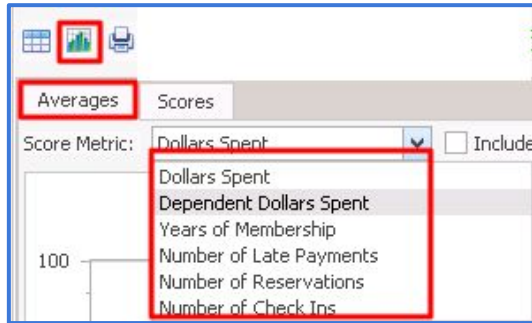 Averages Scores
Score Metric: Dollars Spent Include
Dollars Spent
Dependent Dollars Spent
Years of Membership
Number of Late Payments
100
Number of Reservations
Number of Check Ins